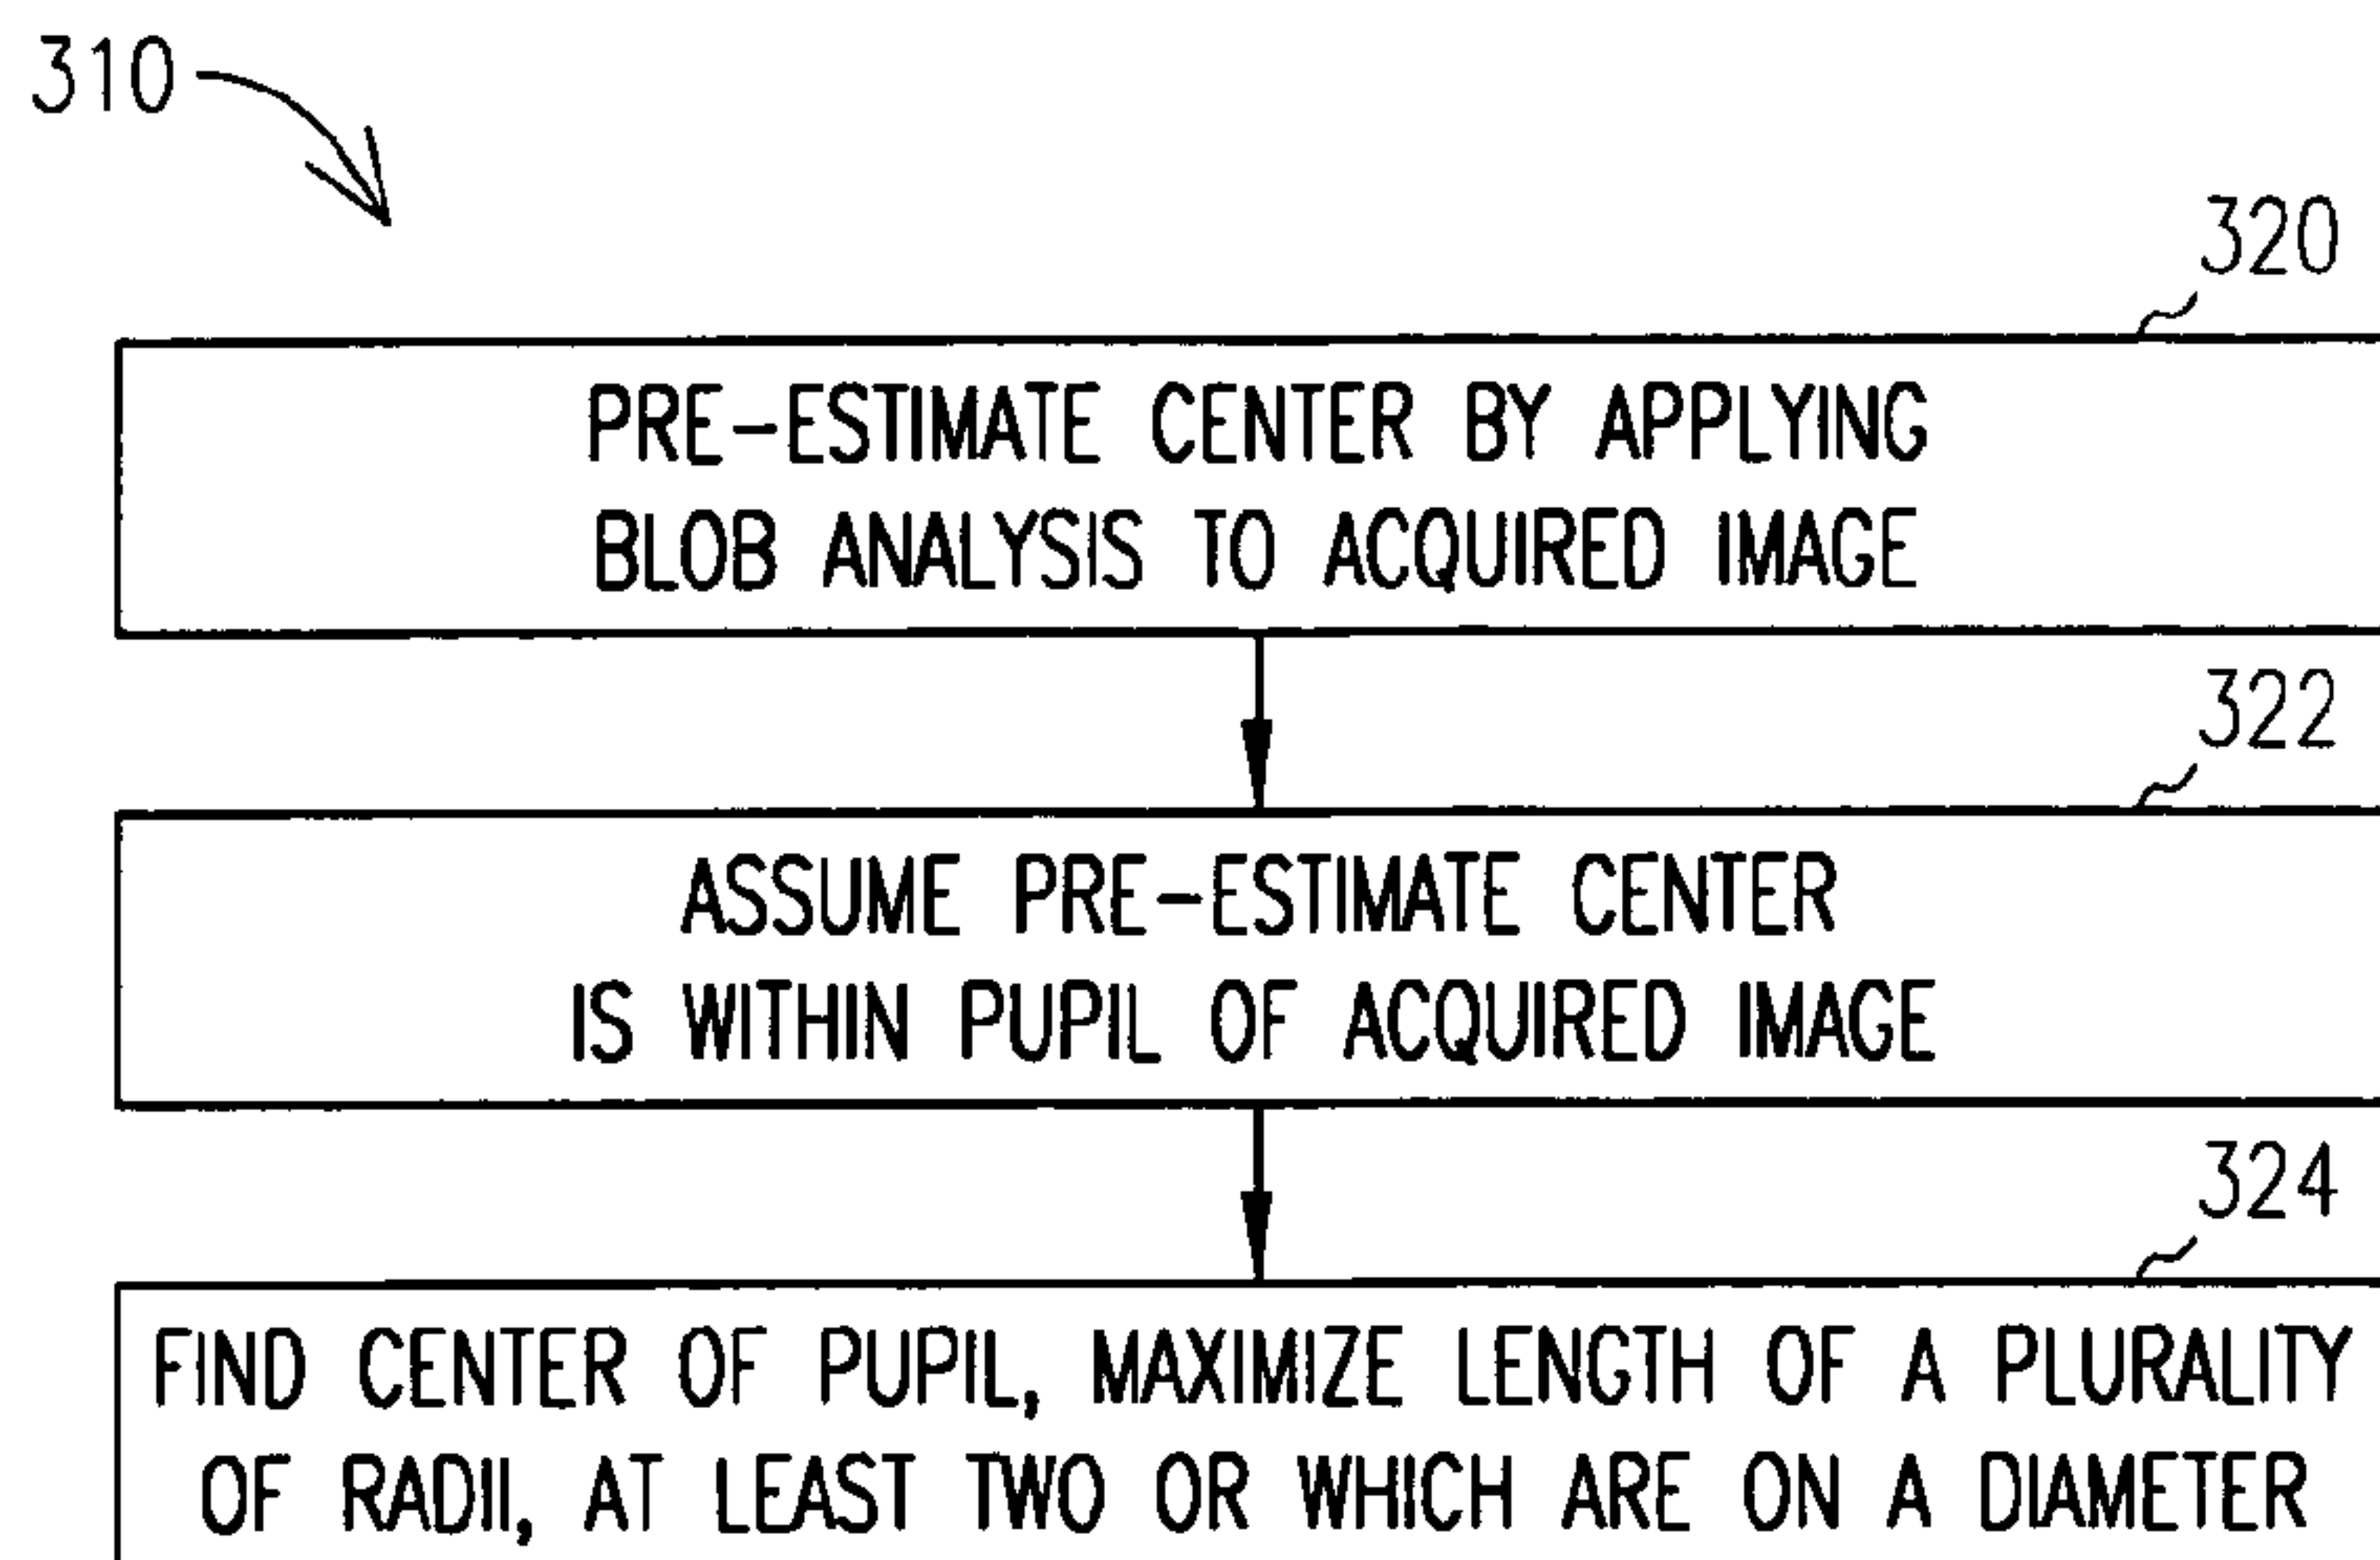 310
320
PRE-ESTIMATE CENTER BY APPLYING
BLOB ANALYSIS TO ACQUIRED IMAGE
322
ASSUME PRE-ESTIMATE CENTER
IS WITHIN PUPIL OF ACQUIRED IMAGE
324
FIND CENTER OF PUPIL, MAXIMIZE LENGTH OF A PLURALITY
OF RADII, AT LEAST TWO OR WHICH ARE ON A DIAMETER